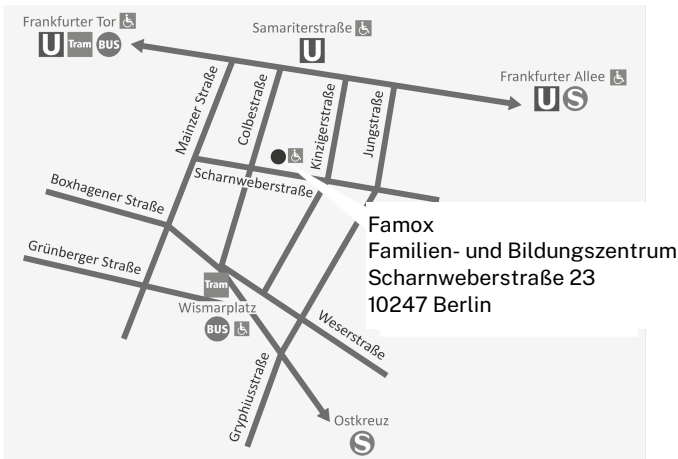 Frankfurter Tor
U Tram BUS
Samariterstraße
U
Frankfurter Allee
U S
Mainzer Straße
Colbestraße
Kinzigerstraße
Jungstraße
Scharnweberstraße
Boxhagener Straße
Grünberger Straße
Famox
Familien- und Bildungszentrum
Scharnweberstraße 23
10247 Berlin
Tram
Wismarplatz
BUS
Weserstraße
Gryphiusstraße
Ostkreuz
S